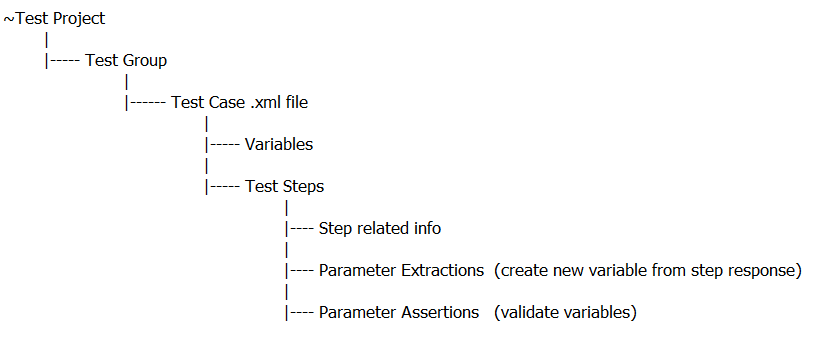 ~Test Project
|
|----- Test Group
|
|------ Test Case .xml file
|
|----- Variables
|
|----- Test Steps
|
|---- Step related info
|
|---- Parameter Extractions  (create new variable from step response)
|
|---- Parameter Assertions   (validate variables)